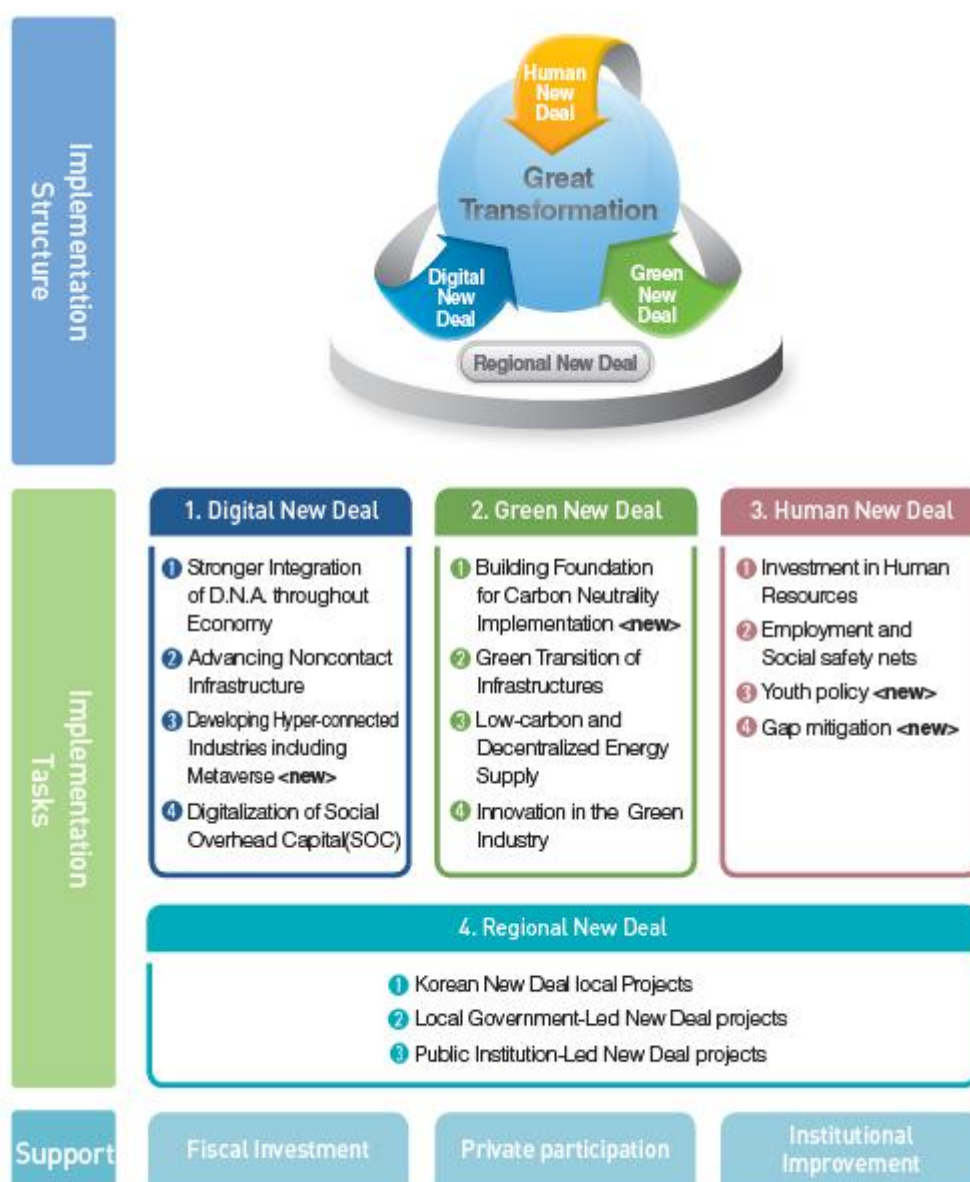 Implementation
Structure
Human
New
Deal
Great
Transformation
Digital
New
Deal
Green
New
Deal
Regional New Deal
Implementation
Tasks
1. Digital New Deal
1 Stronger Integration
of D.N.A. throughout
Economy
2 Advancing Noncontact
Infrastructure
3 Developing Hyper-connected
Industries including
Metaverse <new>
4 Digitalization of Social
Overhead Capital(SOC)
2. Green New Deal
1 Building Foundation
for Carbon Neutrality
Implementation <new>
2 Green Transition of
Infrastructures
3 Low-carbon and
Decentralized Energy
Supply
4 Innovation in the Green
Industry
3. Human New Deal
1 Investment in Human
Resources
2 Employment and
Social safety nets
3 Youth policy <new>
4 Gap mitigation <new>
4. Regional New Deal
1 Korean New Deal local Projects
2 Local Government-Led New Deal projects
3 Public Institution-Led New Deal projects
Support
Fiscal Investment
Private participation
Institutional
Improvement